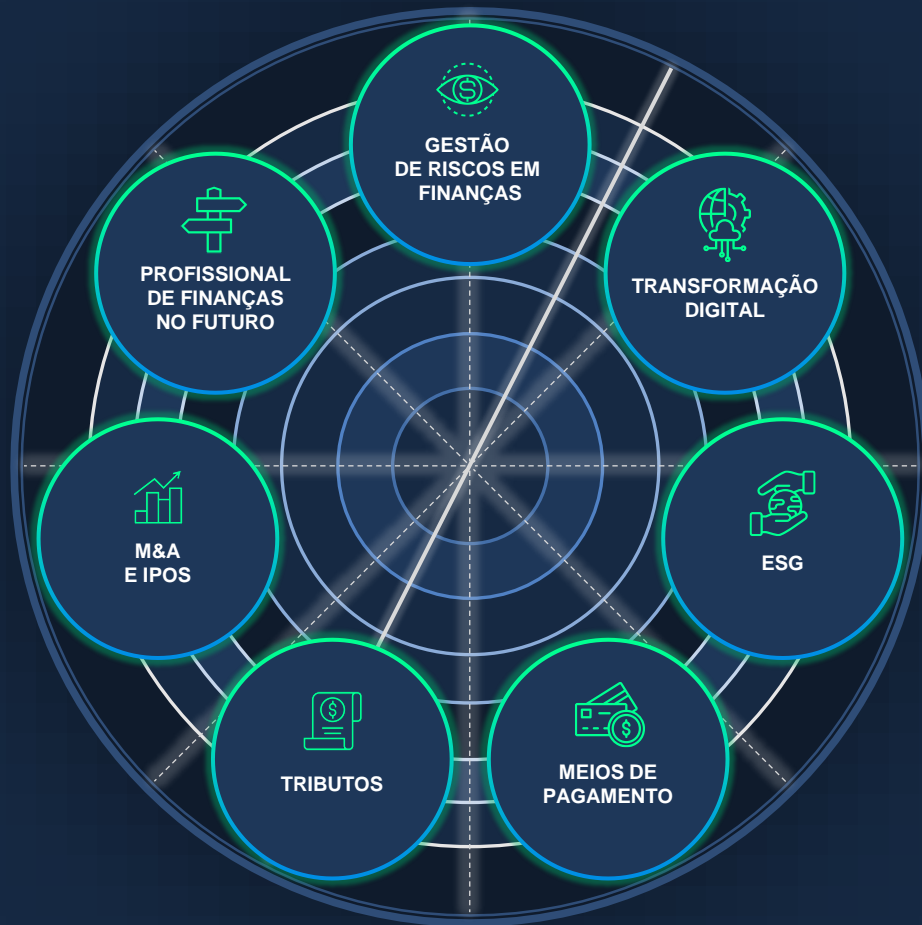 GESTÃO
DE RISCOS EM
FINANÇAS
PROFISSIONAL
DE FINANÇAS
NO FUTURO
TRANSFORMAÇÃO
DIGITAL
M&A
E IPOS
ESG
TRIBUTOS
MEIOS DE
PAGAMENTO